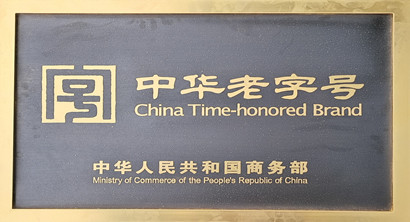 中华老字号
China Time-honored Brand
中华人民共和国商务部
Ministry of Commerce of the People's Republic of China